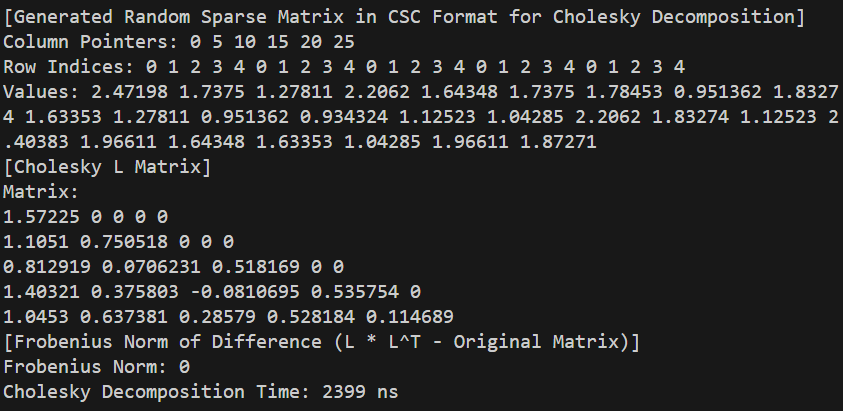 [Generated Random Sparse Matrix in CSC Format for Cholesky Decomposition]
Column Pointers: 0 5 10 15 20 25
Row Indices: 0 1 2 3 4 0 1 2 3 4 0 1 2 3 4 0 1 2 3 4 0 1 2 3 4
Values: 2.47198 1.7375 1.27811 2.2062 1.64348 1.7375 1.78453 0.951362 1.8327
4 1.63353 1.27811 0.951362 0.934324 1.12523 1.04285 2.2062 1.83274 1.12523 2
.40383 1.96611 1.64348 1.63353 1.04285 1.96611 1.87271
[Cholesky L Matrix]
Matrix:
1.57225 0 0 0 0
1.1051 0.750518 0 0 0
0.812919 0.0706231 0.518169 0 0
1.40321 0.375803 -0.0810695 0.535754 0
1.0453 0.637381 0.28579 0.528184 0.114689
[Frobenius Norm of Difference (L * L^T - Original Matrix)]
Frobenius Norm: 0
Cholesky Decomposition Time: 2399 ns